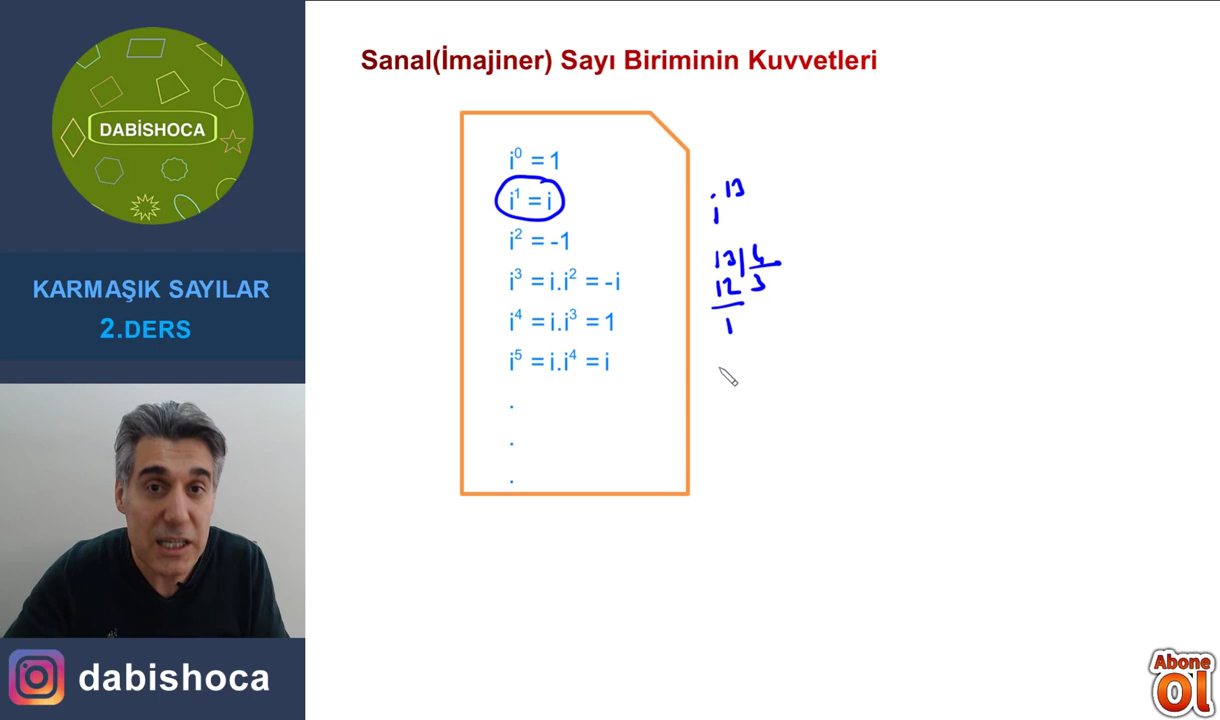 DABİSHOCA
KARMAŞIK SAYILAR
2.DERS
dabishoca
Sanal(İmajiner) Sayı Biriminin Kuvvetleri
i⁰ = 1
i¹ = i
i² = -1
i³ = i.i² = -i
i⁴ = i.i³ = 1
i⁵ = i.i⁴ = i
.
.
.
i¹³
13 | 4
12 3
1
Abone
ol